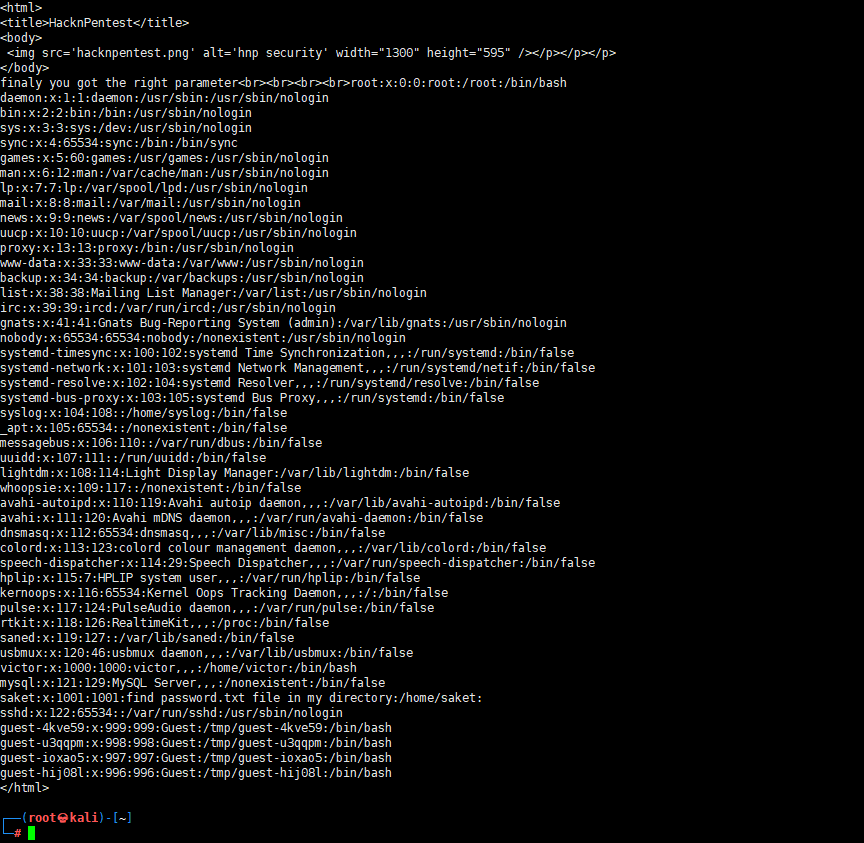 <html>
<title>HacknPentest</title>
<body>
 <img src='hacknpentest.png' alt='hnp security' width="1300" height="595" /></p></p></p>
</body>
finaly you got the right parameter<br><br><br><br>root:x:0:0:root:/root:/bin/bash
daemon:x:1:1:daemon:/usr/sbin:/usr/sbin/nologin
bin:x:2:2:bin:/bin:/usr/sbin/nologin
sys:x:3:3:sys:/dev:/usr/sbin/nologin
sync:x:4:65534:sync:/bin:/bin/sync
games:x:5:60:games:/usr/games:/usr/sbin/nologin
man:x:6:12:man:/var/cache/man:/usr/sbin/nologin
lp:x:7:7:lp:/var/spool/lpd:/usr/sbin/nologin
mail:x:8:8:mail:/var/mail:/usr/sbin/nologin
news:x:9:9:news:/var/spool/news:/usr/sbin/nologin
uucp:x:10:10:uucp:/var/spool/uucp:/usr/sbin/nologin
proxy:x:13:13:proxy:/bin:/usr/sbin/nologin
www-data:x:33:33:www-data:/var/www:/usr/sbin/nologin
backup:x:34:34:backup:/var/backups:/usr/sbin/nologin
list:x:38:38:Mailing List Manager:/var/list:/usr/sbin/nologin
irc:x:39:39:ircd:/var/run/ircd:/usr/sbin/nologin
gnats:x:41:41:Gnats Bug-Reporting System (admin):/var/lib/gnats:/usr/sbin/nologin
nobody:x:65534:65534:nobody:/nonexistent:/usr/sbin/nologin
systemd-timesync:x:100:102:systemd Time Synchronization,,,:/run/systemd:/bin/false
systemd-network:x:101:103:systemd Network Management,,,:/run/systemd/netif:/bin/false
systemd-resolve:x:102:104:systemd Resolver,,,:/run/systemd/resolve:/bin/false
systemd-bus-proxy:x:103:105:systemd Bus Proxy,,,:/run/systemd:/bin/false
syslog:x:104:108::/home/syslog:/bin/false
_apt:x:105:65534::/nonexistent:/bin/false
messagebus:x:106:110::/var/run/dbus:/bin/false
uuidd:x:107:111::/run/uuidd:/bin/false
lightdm:x:108:114:Light Display Manager:/var/lib/lightdm:/bin/false
whoopsie:x:109:117::/nonexistent:/bin/false
avahi-autoipd:x:110:119:Avahi autoip daemon,,,:/var/lib/avahi-autoipd:/bin/false
avahi:x:111:120:Avahi mDNS daemon,,,:/var/run/avahi-daemon:/bin/false
dnsmasq:x:112:65534:dnsmasq,,,:/var/lib/misc:/bin/false
colord:x:113:123:colord colour management daemon,,,:/var/lib/colord:/bin/false
speech-dispatcher:x:114:29:Speech Dispatcher,,,:/var/run/speech-dispatcher:/bin/false
hplip:x:115:7:HPLIP system user,,,:/var/run/hplip:/bin/false
kernoops:x:116:65534:Kernel Oops Tracking Daemon,,,:/:/bin/false
pulse:x:117:124:PulseAudio daemon,,,:/var/run/pulse:/bin/false
rtkit:x:118:126:RealtimeKit,,,:/proc:/bin/false
saned:x:119:127::/var/lib/saned:/bin/false
usbmux:x:120:46:usbmux daemon,,,:/var/lib/usbmux:/bin/false
victor:x:1000:1000:victor,,,:/home/victor:/bin/bash
mysql:x:121:129:MySQL Server,,,:/nonexistent:/bin/false
saket:x:1001:1001:find password.txt file in my directory:/home/saket:
sshd:x:122:65534::/var/run/sshd:/usr/sbin/nologin
guest-4kve59:x:999:999:Guest:/tmp/guest-4kve59:/bin/bash
guest-u3qqpm:x:998:998:Guest:/tmp/guest-u3qqpm:/bin/bash
guest-ioxao5:x:997:997:Guest:/tmp/guest-ioxao5:/bin/bash
guest-hij08l:x:996:996:Guest:/tmp/guest-hij08l:/bin/bash
</html>
┌──(root💀kali)-[~]
└─#